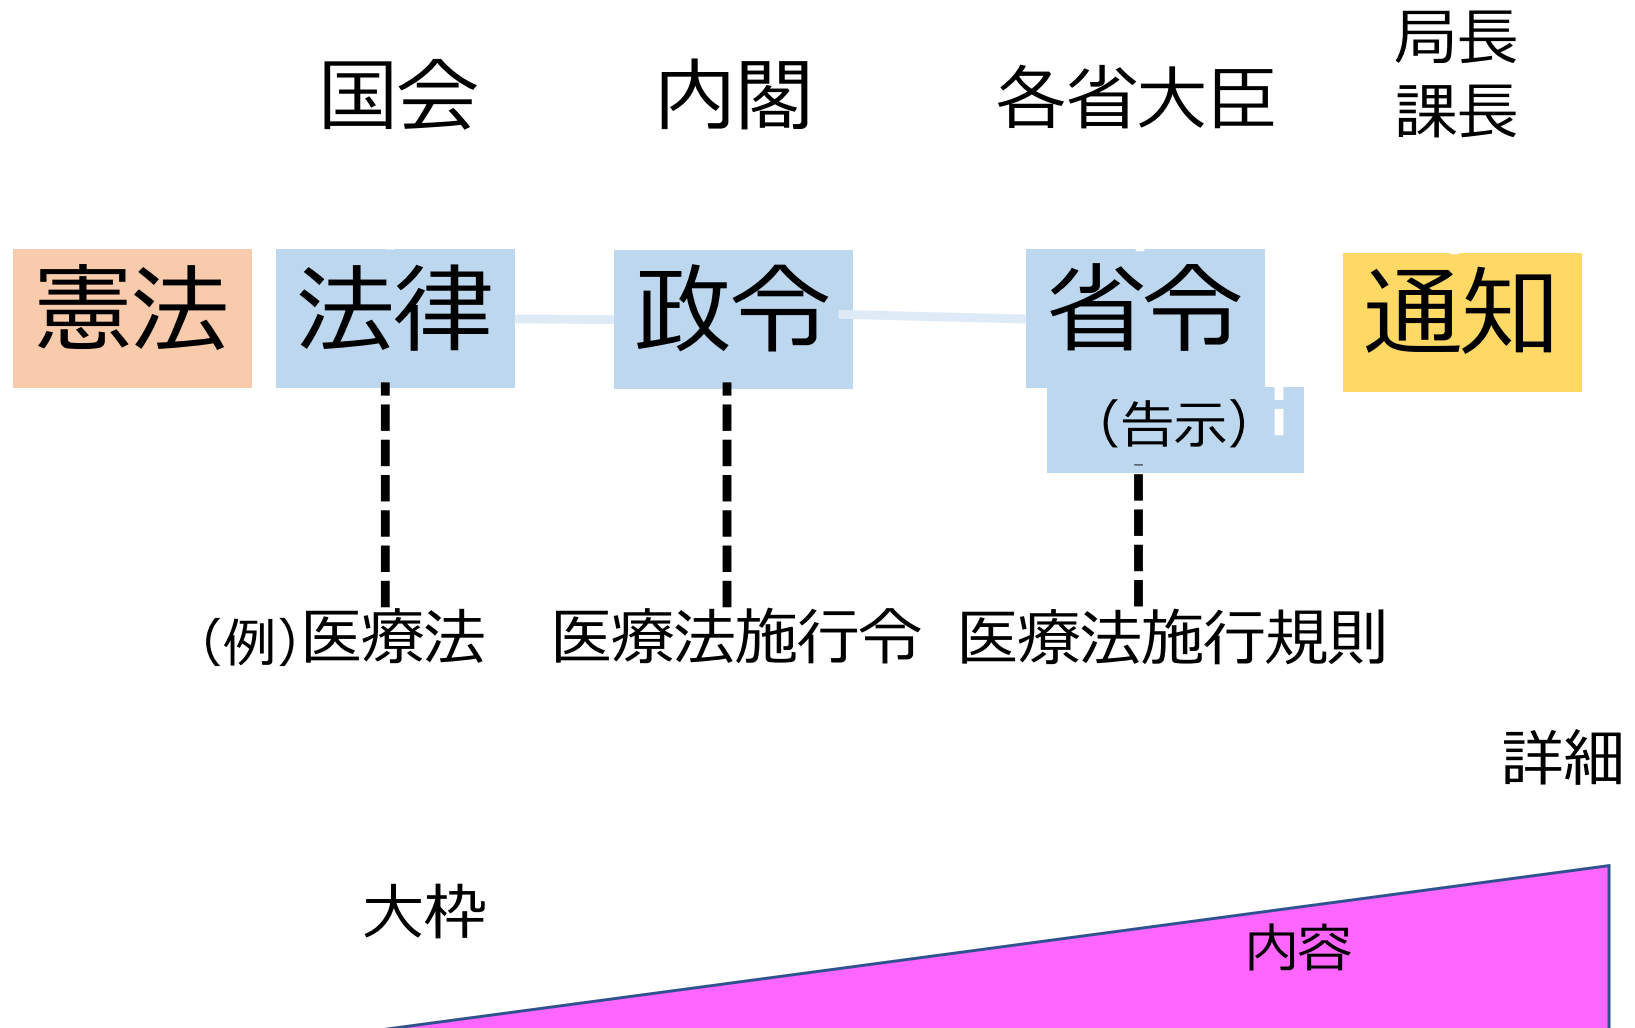 国会
内閣
各省大臣
局長
課長
憲法
法律
政令
省令
通知
（告示）
（例）医療法
医療法施行令
医療法施行規則
詳細
大枠
内容